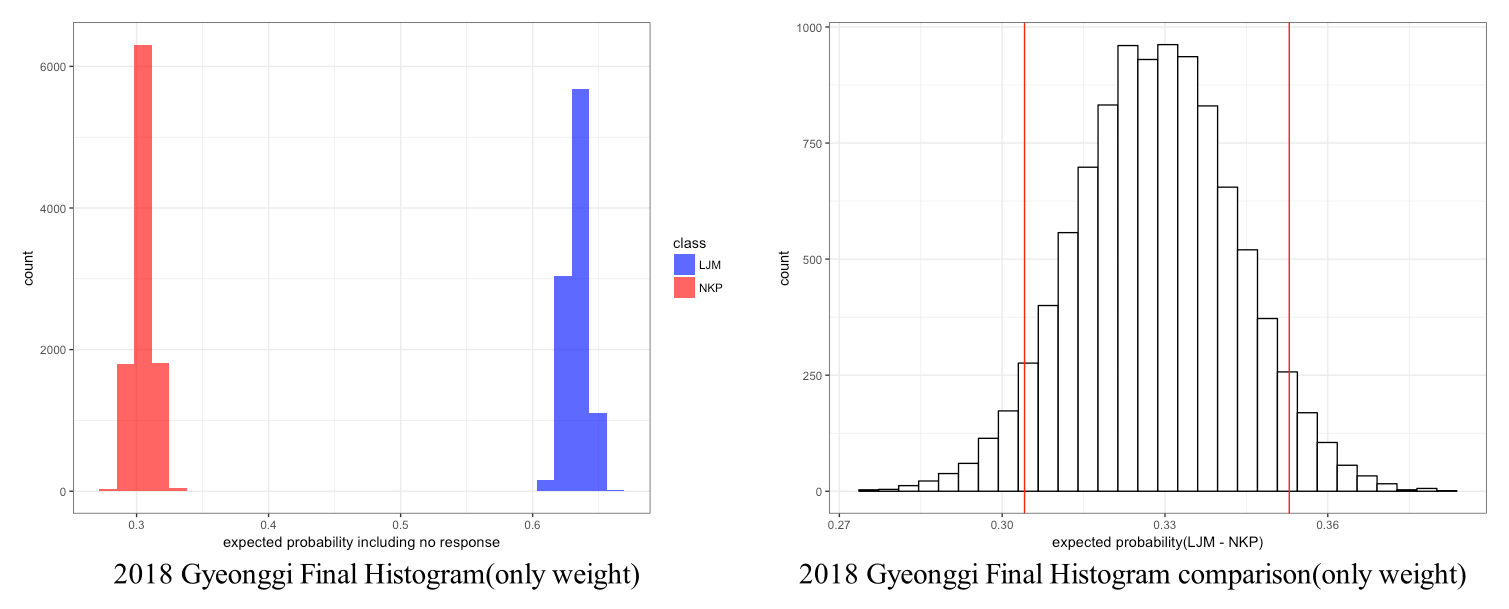 6000
4000
2000
0
count
0.3
0.4
0.5
0.6
expected probability including no response
class
LJM
NKP
2018 Gyeonggi Final Histogram(only weight)
1000
750
500
250
0
count
0.27
0.30
0.33
0.36
expected probability(LJM - NKP)
2018 Gyeonggi Final Histogram comparison(only weight)